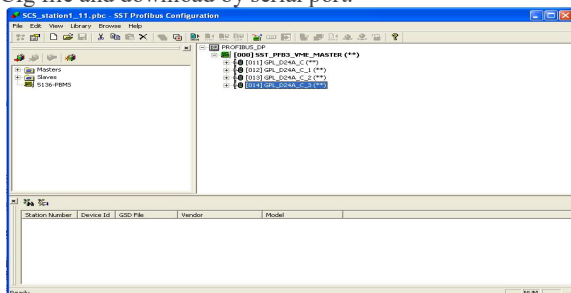 Cfg file and download by serial port.
SCS_station1_11.pbc - SST Profibus Configuration
File Edit View Library Browse Help
PROFIBUS_DP
[000] SST_PFB3_VME_MASTER (**)
[011] GPL_D24A_C (**)
[012] GPL_D24A_C_1 (**)
[013] GPL_D24A_C_2 (**)
[014] GPL_D24A_C_3 (**)
Masters
Slaves
5136-PBMS
Station Number Device Id GSD File Vendor Model
Ready NUM